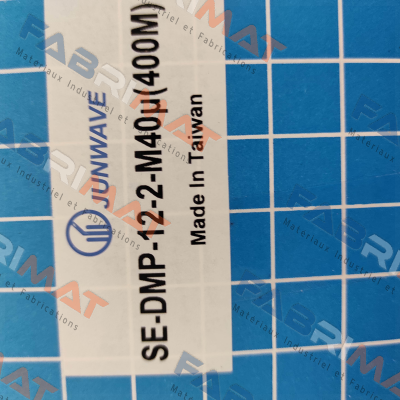 JUNWAVE
SE-DMP-12-2-M40μ(400M)
Made In Taiwan
FABRIMAT
Materiaux Industriel et Fabrications